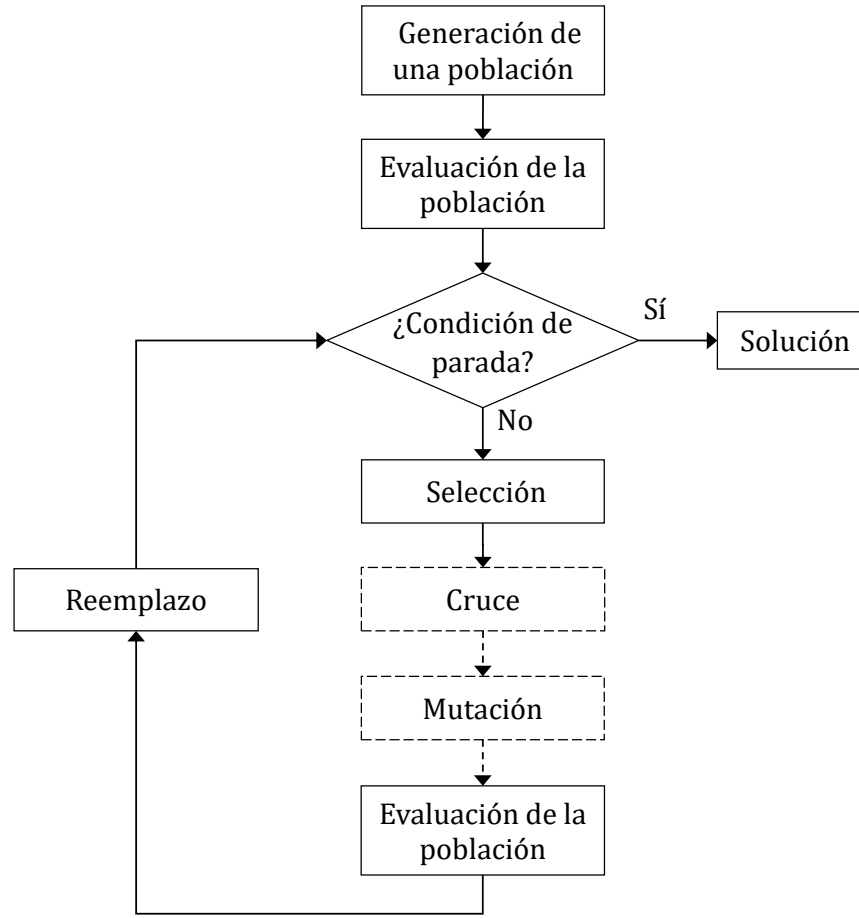 Generación de
una población
Evaluación de la
población
¿Condición de
parada?
Sí
Solución
No
Selección
Cruce
Reemplazo
Mutación
Evaluación de la
población